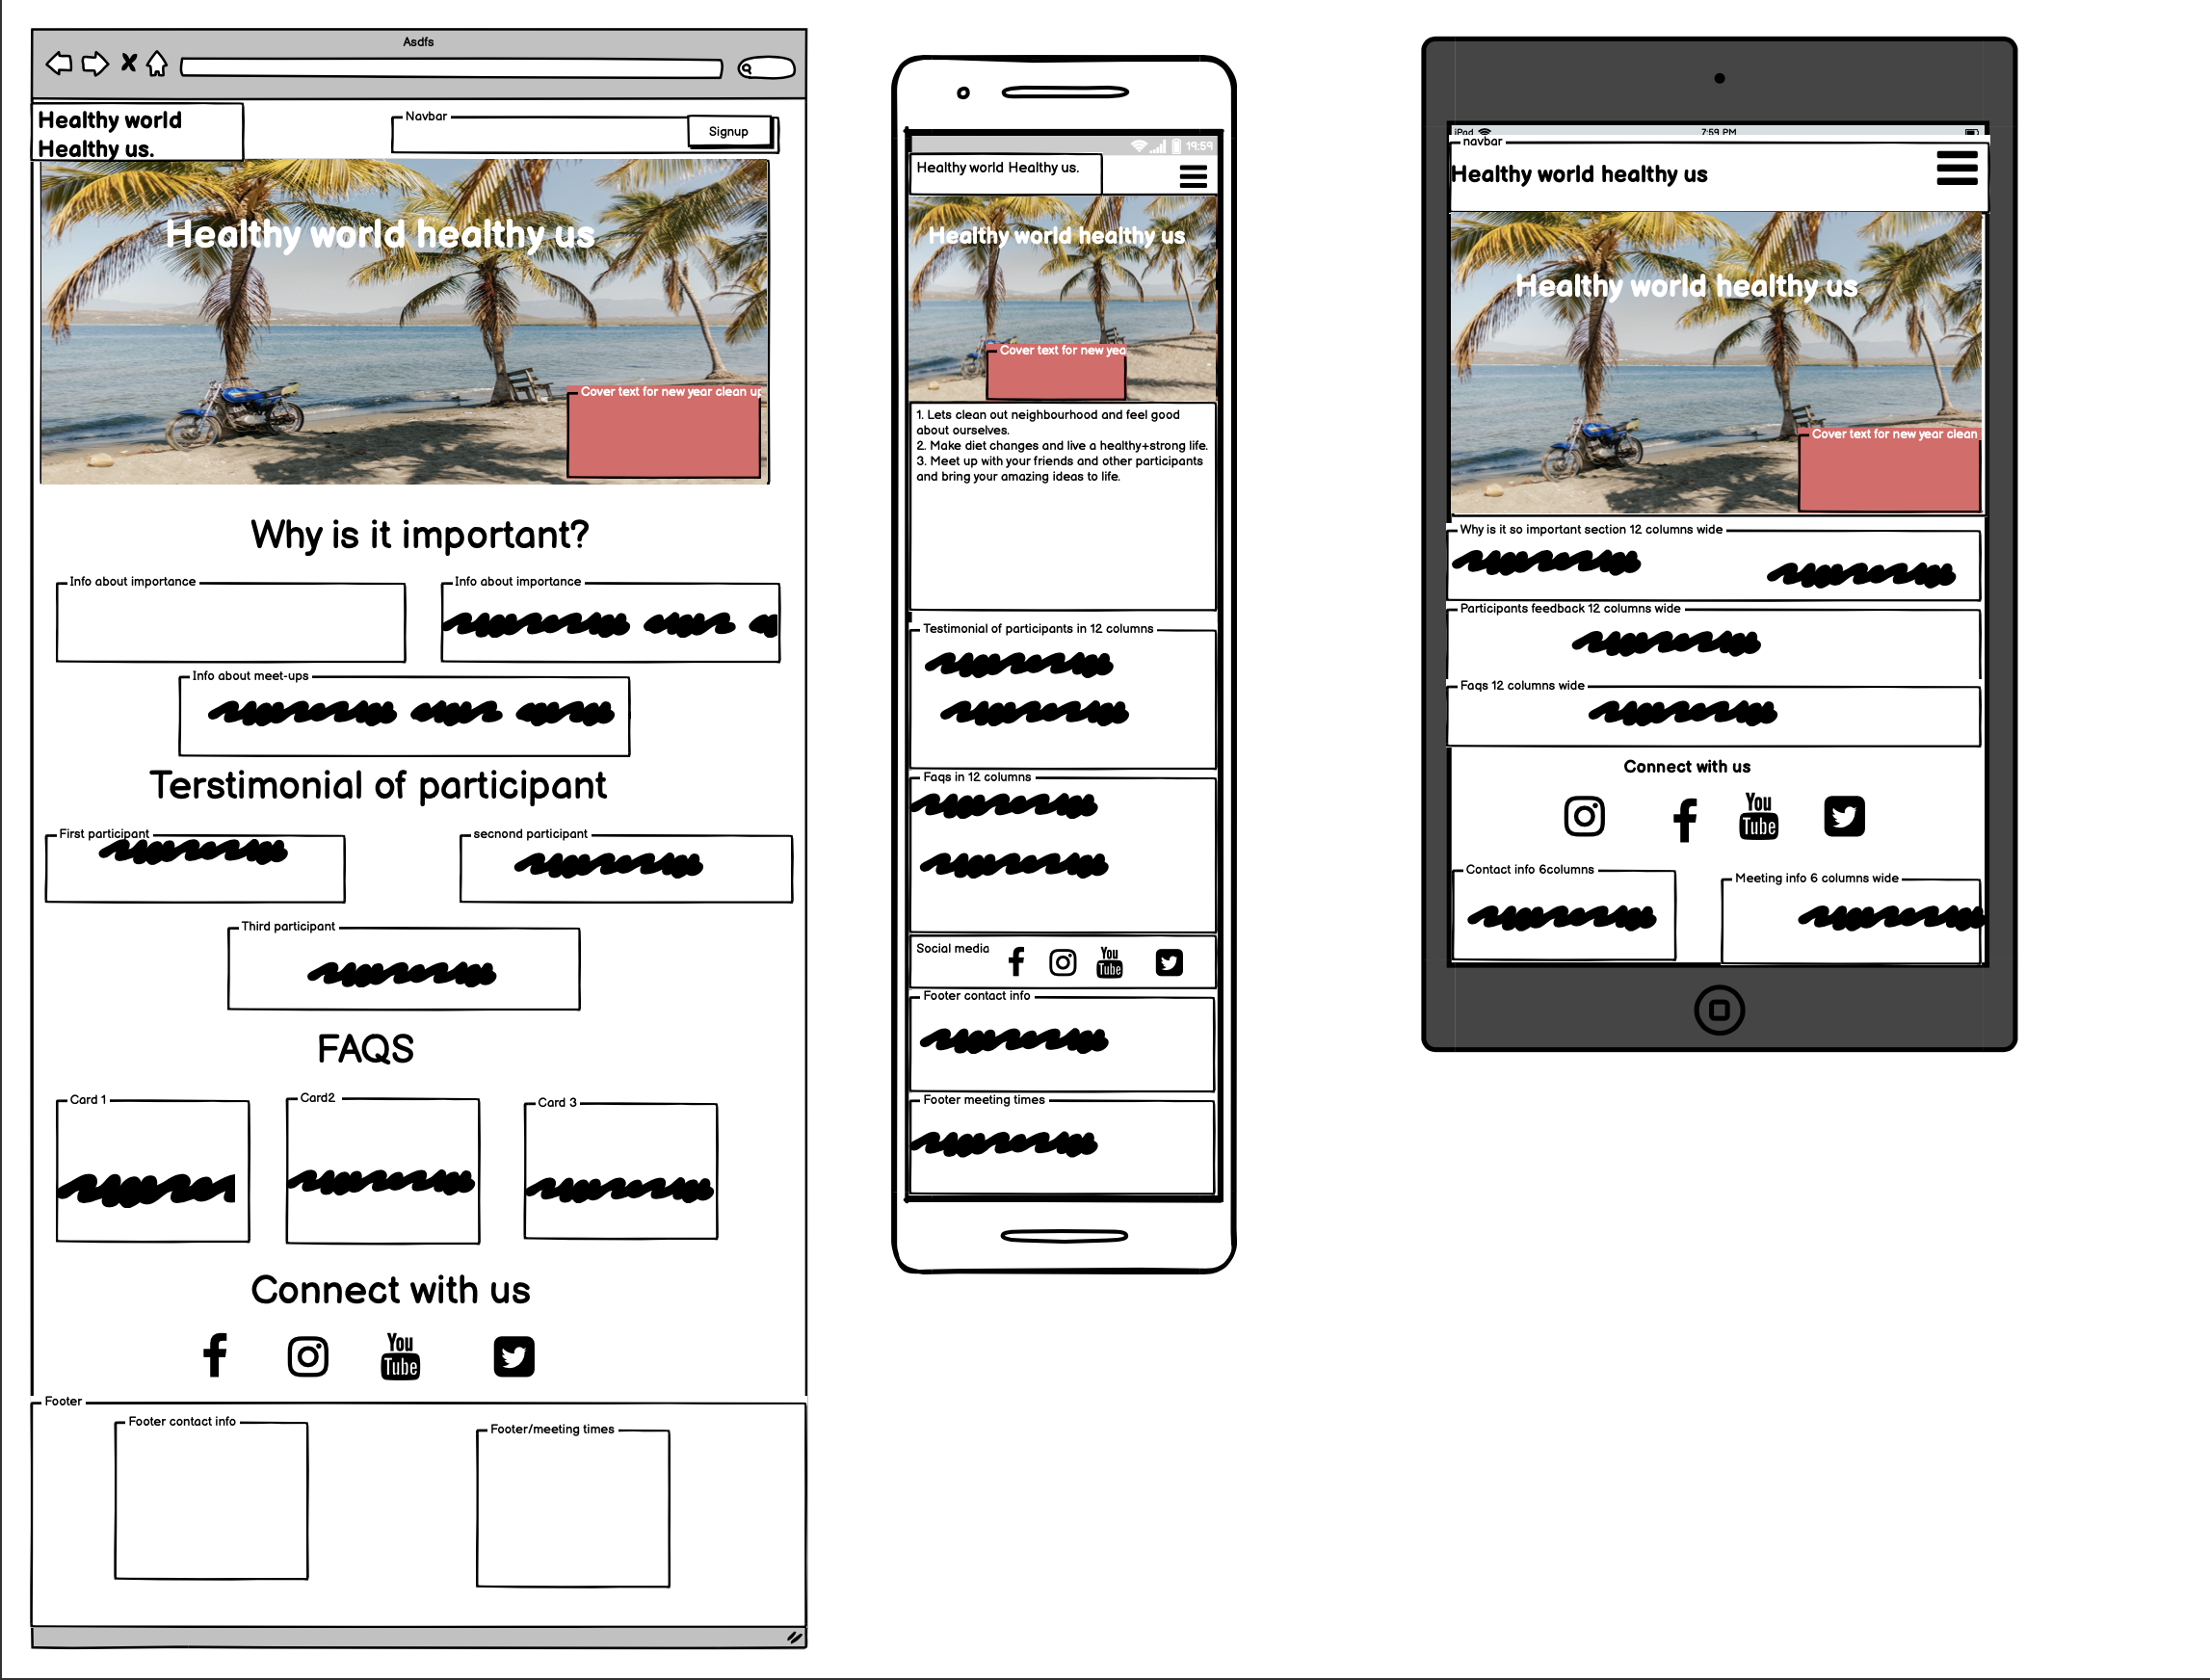 Asdfs
Healthy world
Healthy us.
Navbar
Signup
Healthy world healthy us
Cover text for new year clean up
Why is it important?
Info about importance
Info about importance
Info about meet-ups
Terstimonial of participant
First participant
secnond participant
Third participant
FAQS
Card 1
Card2
Card 3
Connect with us
You
Tube
Footer
Footer contact info
Footer/meeting times
19:59
Healthy world Healthy us.
Healthy world healthy us
Cover text for new yea
1. Lets clean out neighbourhood and feel good
about ourselves.
2. Make diet changes and live a healthy+strong life.
3. Meet up with your friends and other participants
and bring your amazing ideas to life.
Testimonial of participants in 12 columns
Faqs in 12 columns
Social media
You
Tube
Footer contact info
Footer meeting times
iPod
7:59 PM
navbar
Healthy world healthy us
Healthy world healthy us
Cover text for new year clean
Why is it so important section 12 columns wide
Participants feedback 12 columns wide
Faqs 12 columns wide
Connect with us
You
Tube
Contact info 6columns
Meeting info 6 columns wide